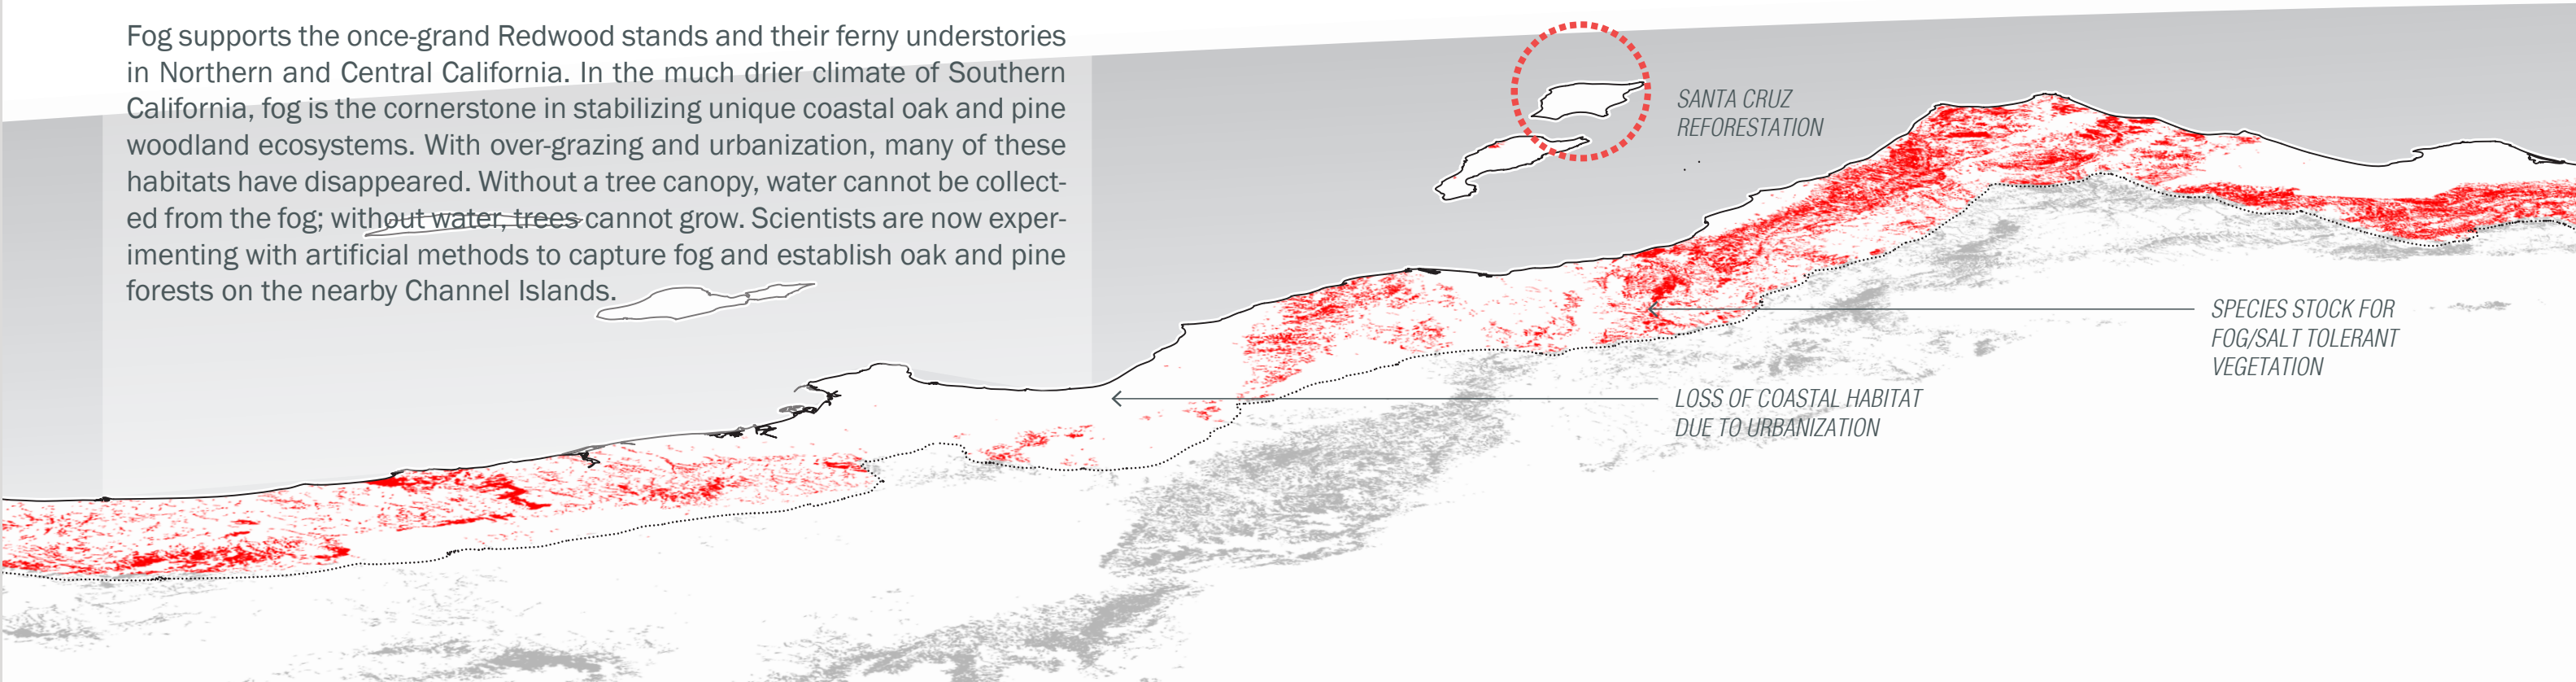 Fog supports the once-grand Redwood stands and their ferny understories
in Northern and Central California. In the much drier climate of Southern
California, fog is the cornerstone in stabilizing unique coastal oak and pine
woodland ecosystems. With over-grazing and urbanization, many of these
habitats have disappeared. Without a tree canopy, water cannot be collect-
ed from the fog; without water, trees cannot grow. Scientists are now exper-
imenting with artificial methods to capture fog and establish oak and pine
forests on the nearby Channel Islands.
SANTA CRUZ
REFORESTATION
SPECIES STOCK FOR
FOG/SALT TOLERANT
VEGETATION
LOSS OF COASTAL HABITAT
DUE TO URBANIZATION